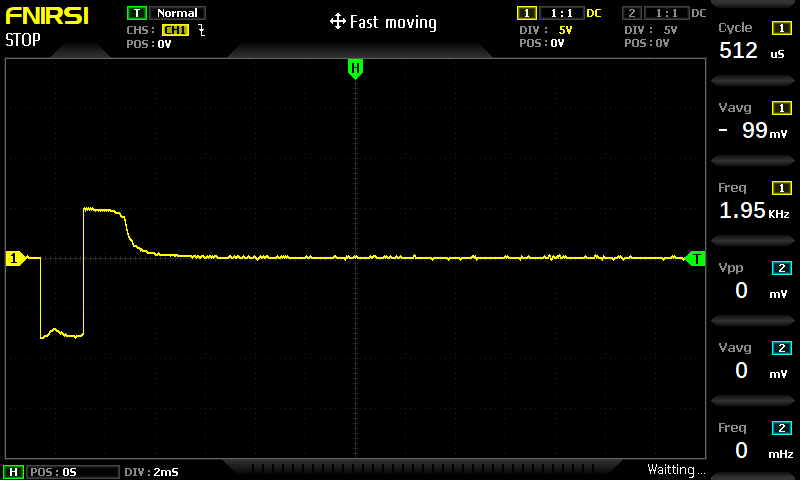 FNIRSI
STOP
T Normal
CHS: CH1
POS: 0V
Fast moving
1 1:1 DC
DIV: 5V
POS: 0V
2 1:1 DC
DIV: 5V
POS: 0V
H
1
T
Cycle 1
512 uS
Vavg 1
- 99 mV
Freq 1
1.95 KHz
Vpp 2
0 mV
Vavg 2
0 mV
Freq 2
0 mHz
H POS: 0S DIV: 2mS
Waitting...